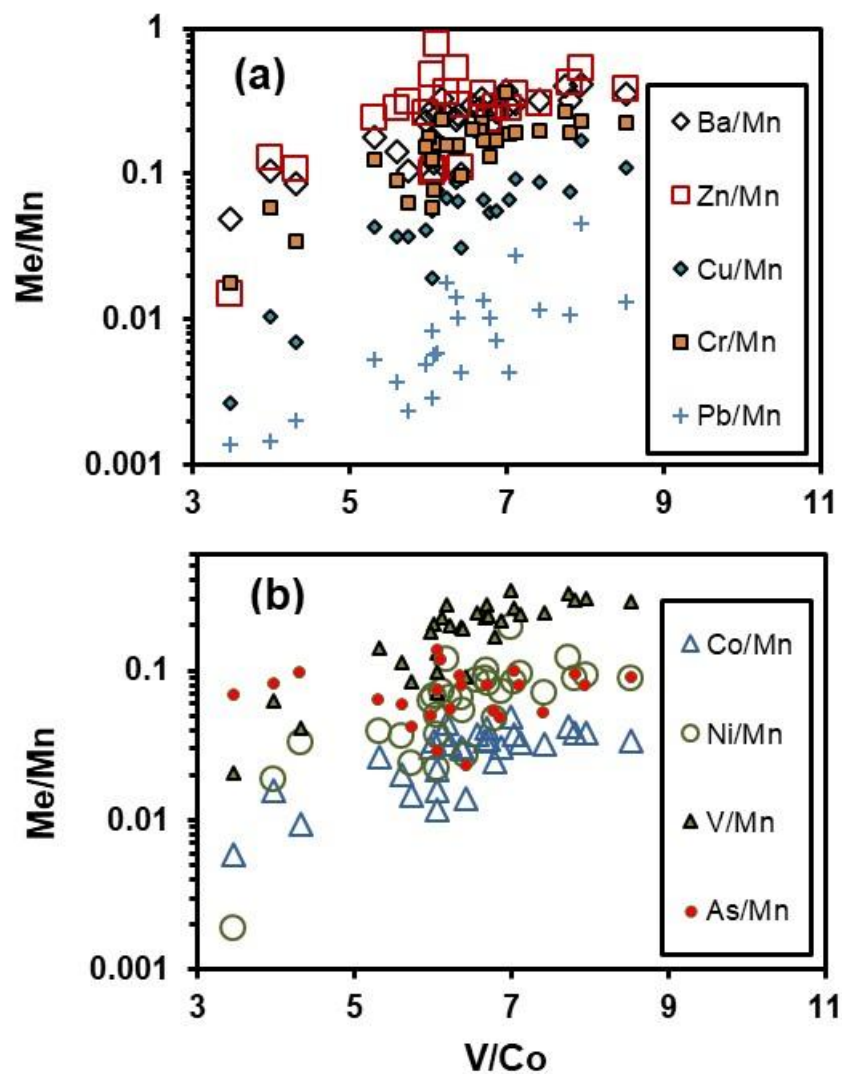 1
(a)
Ba/Mn
Zn/Mn
0.1
Me/Mn
Cu/Mn
0.01
Cr/Mn
Pb/Mn
0.001
3 5 7 9 11
(b)
Co/Mn
0.1
Ni/Mn
Me/Mn
V/Mn
0.01
As/Mn
0.001
3 5 7 9 11
V/Co